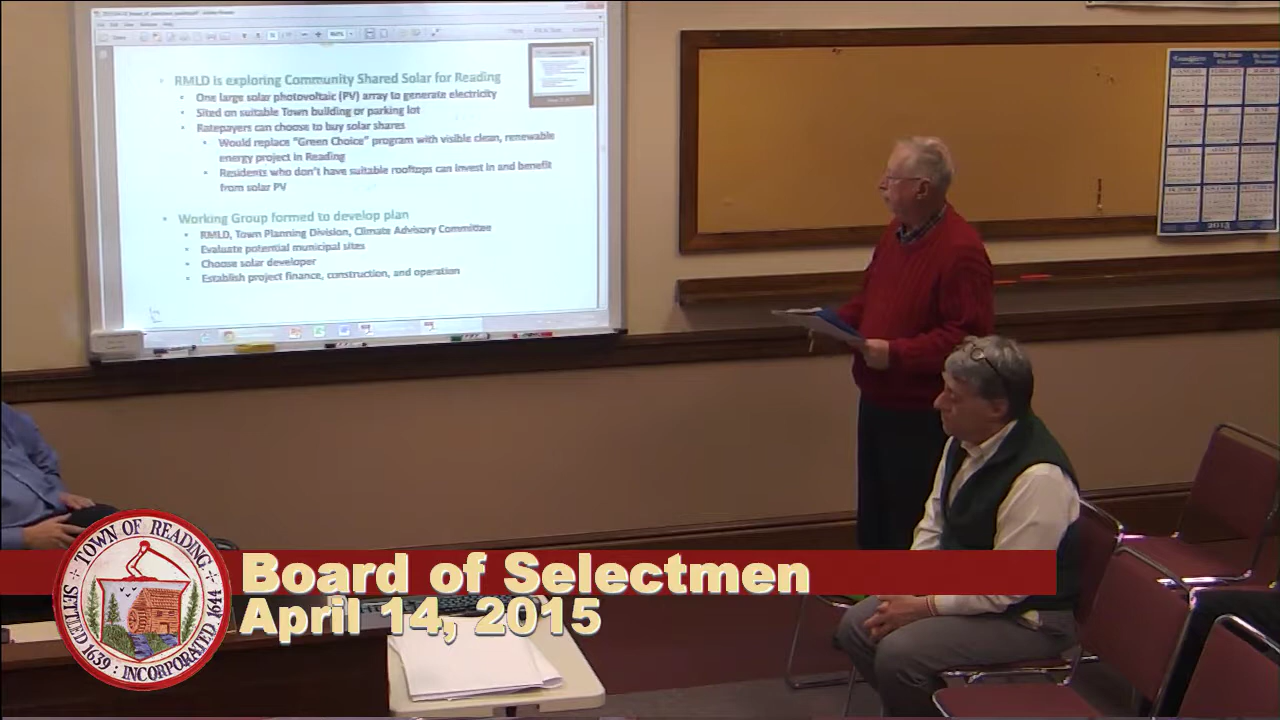 RMLD is exploring Community Shared Solar for Reading
One large solar photovoltaic (PV) array to generate electricity
Sited on suitable Town building or parking lot
Ratepayers can choose to buy solar shares
Would replace "Green Choice" program with visible clean, renewable
energy project in Reading
Residents who don't have suitable rooftops can invest in and benefit
from solar PV
Working Group formed to develop plan
RMLD, Town Planning Division, Climate Advisory Committee
Evaluate potential municipal sites
Choose solar developer
Establish project finance, construction, and operation
2015
TOWN OF READING
SETTLED 1639 : INCORPORATED 1644
Board of Selectmen
April 14, 2015